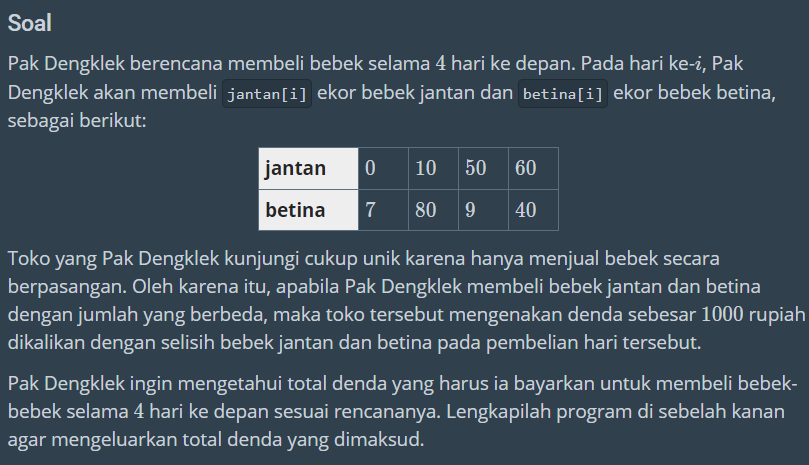 Soal
Pak Dengklek berencana membeli bebek selama 4 hari ke depan. Pada hari ke-i, Pak
Dengklek akan membeli jantan[i] ekor bebek jantan dan betina[i] ekor bebek betina,
sebagai berikut:
jantan 0 10 50 60
betina 7 80 9 40
Toko yang Pak Dengklek kunjungi cukup unik karena hanya menjual bebek secara
berpasangan. Oleh karena itu, apabila Pak Dengklek membeli bebek jantan dan betina
dengan jumlah yang berbeda, maka toko tersebut mengenakan denda sebesar 1000 rupiah
dikalikan dengan selisih bebek jantan dan betina pada pembelian hari tersebut.
Pak Dengklek ingin mengetahui total denda yang harus ia bayarkan untuk membeli bebek-
bebek selama 4 hari ke depan sesuai rencananya. Lengkapilah program di sebelah kanan
agar mengeluarkan total denda yang dimaksud.